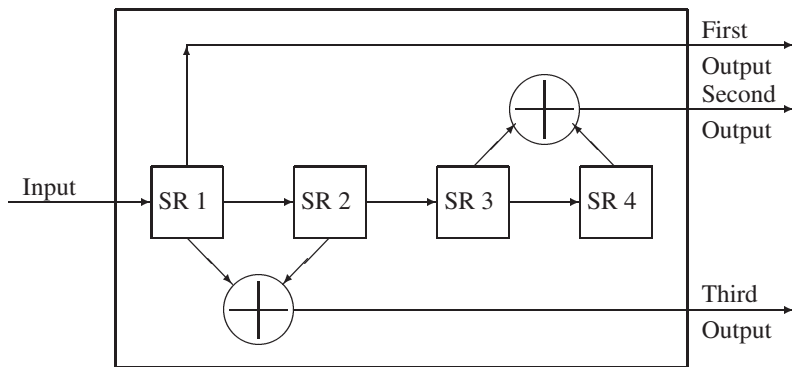 First
Output
Second
Output
Input
SR 1
SR 2
SR 3
SR 4
Third
Output